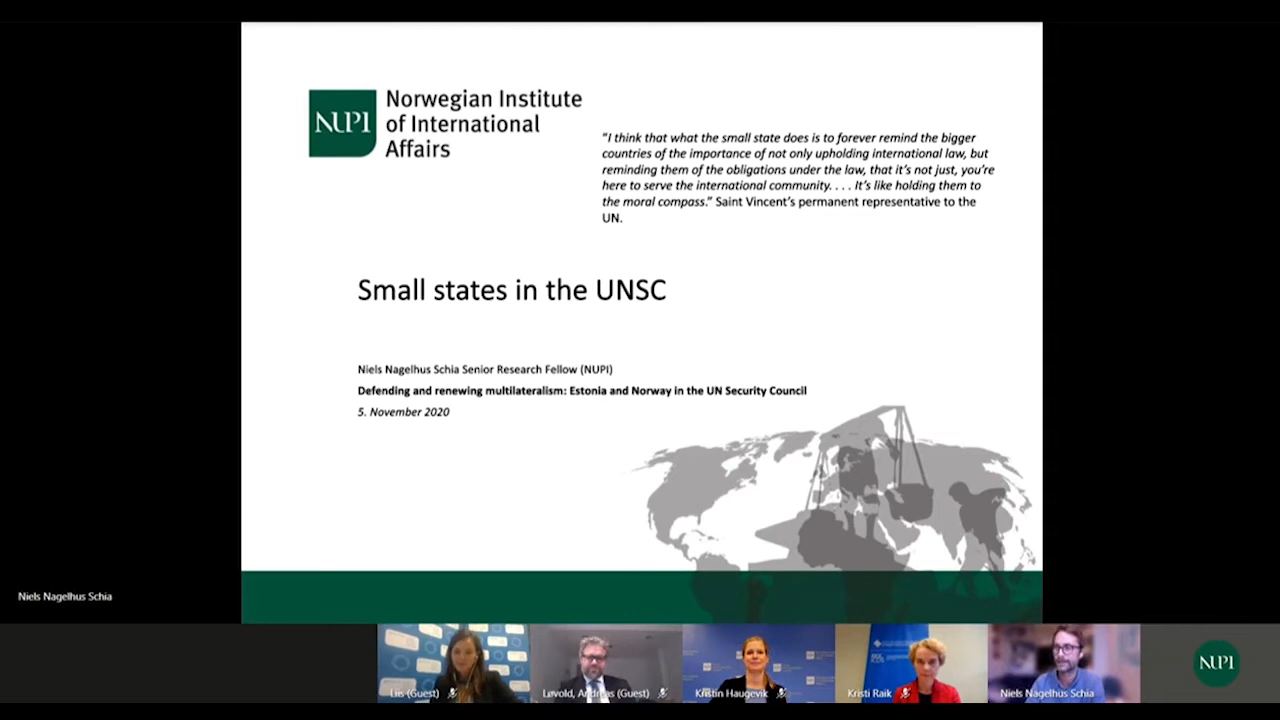 NUPI
Norwegian Institute
of International
Affairs
"I think that what the small state does is to forever remind the bigger
countries of the importance of not only upholding international law, but
reminding them of the obligations under the law, that it's not just, you're
here to serve the international community. . . . It's like holding them to
the moral compass." Saint Vincent's permanent representative to the
UN.
Small states in the UNSC
Niels Nagelhus Schia Senior Research Fellow (NUPI)
Defending and renewing multilateralism: Estonia and Norway in the UN Security Council
5. November 2020
Niels Nagelhus Schia
Liis (Guest)
Løvold, Andreas (Guest)
Kristin Haugevik
Kristi Raik
Niels Nagelhus Schia
NUPI